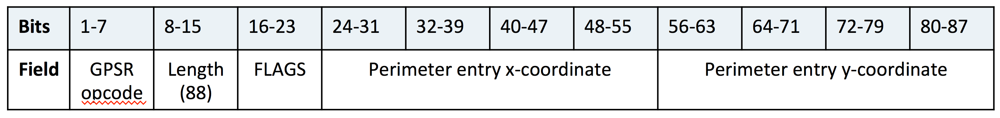 Bits 1-7 8-15 16-23 24-31 32-39 40-47 48-55 56-63 64-71 72-79 80-87
Field GPSR Length FLAGS Perimeter entry x-coordinate Perimeter entry y-coordinate
opcode (88)